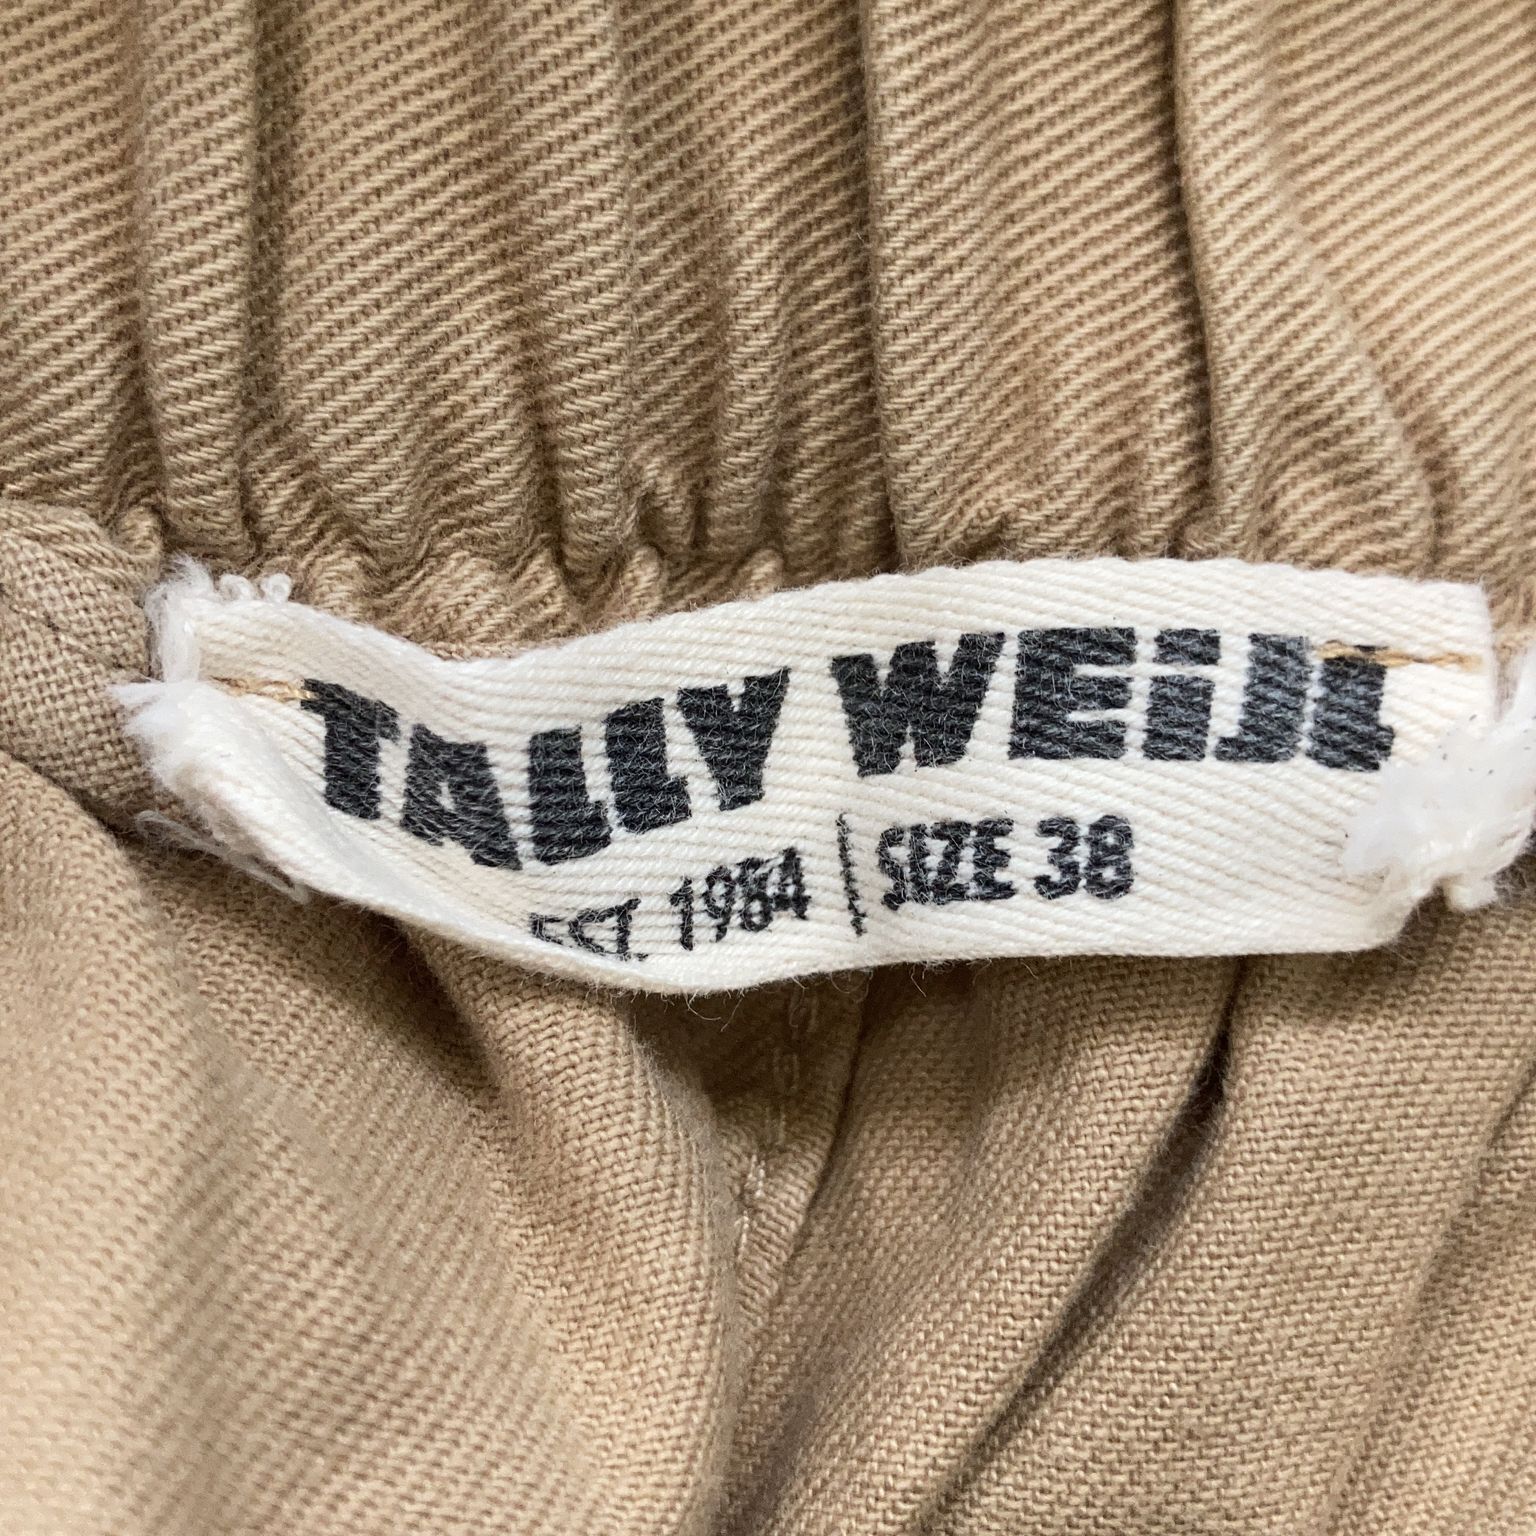 TALLY WEiJL
EST. 1984 | SIZE 38